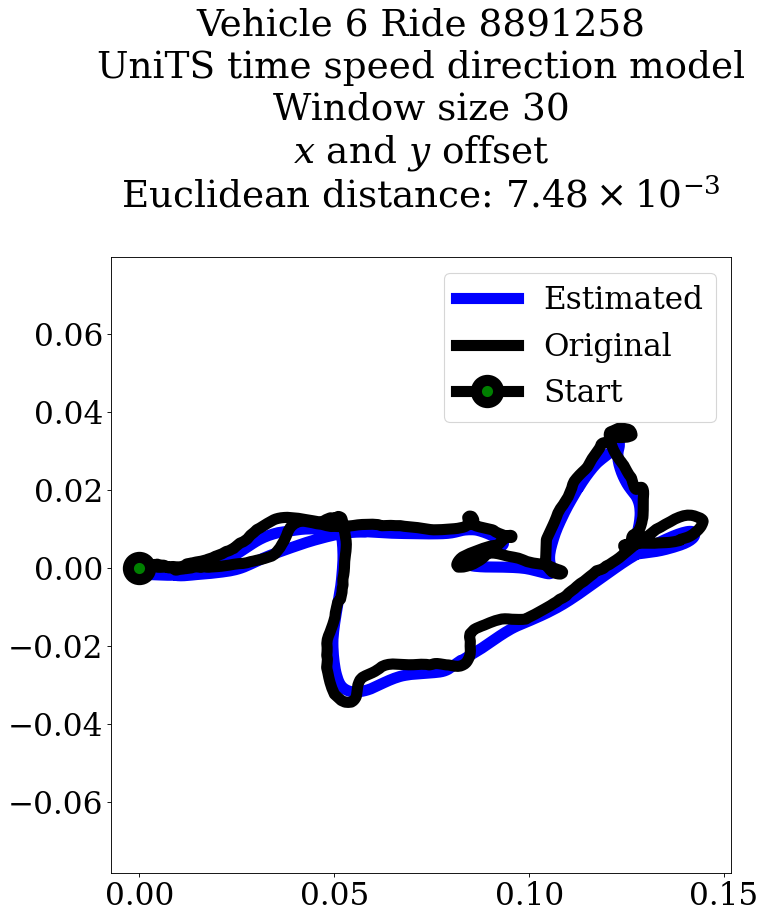 Vehicle 6 Ride 8891258
UniTS time speed direction model
Window size 30
x and y offset
Euclidean distance: 7.48 × 10⁻³
Estimated
Original
Start
0.06
0.04
0.02
0.00
−0.02
−0.04
−0.06
0.00 0.05 0.10 0.15